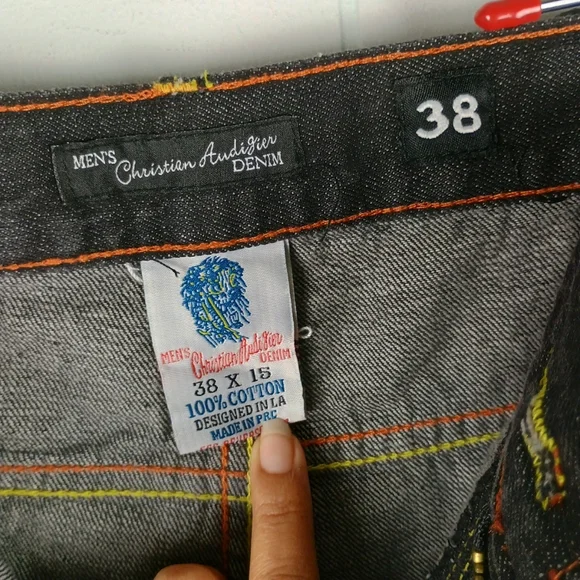 MEN'S Christian Audigier DENIM
38
MEN'S Christian Audigier DENIM
38 X 15
100% COTTON
DESIGNED IN LA
MADE IN PRC